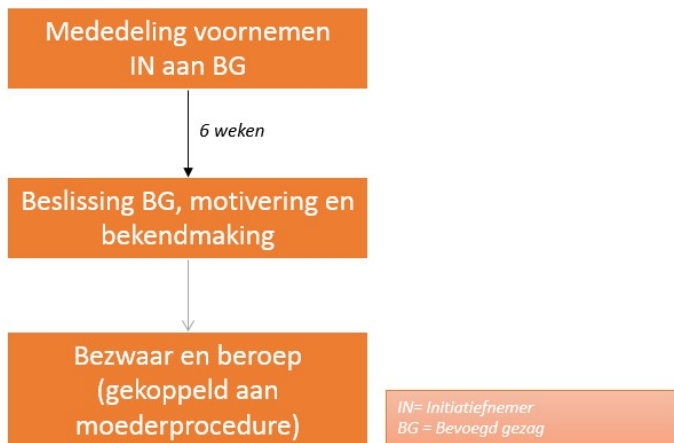 Mededeling voornemen
IN aan BG
6 weken
Beslissing BG, motivering en
bekendmaking
Bezwaar en beroep
(gekoppeld aan
moederprocedure)
IN= Initiatiefnemer
BG = Bevoegd gezag